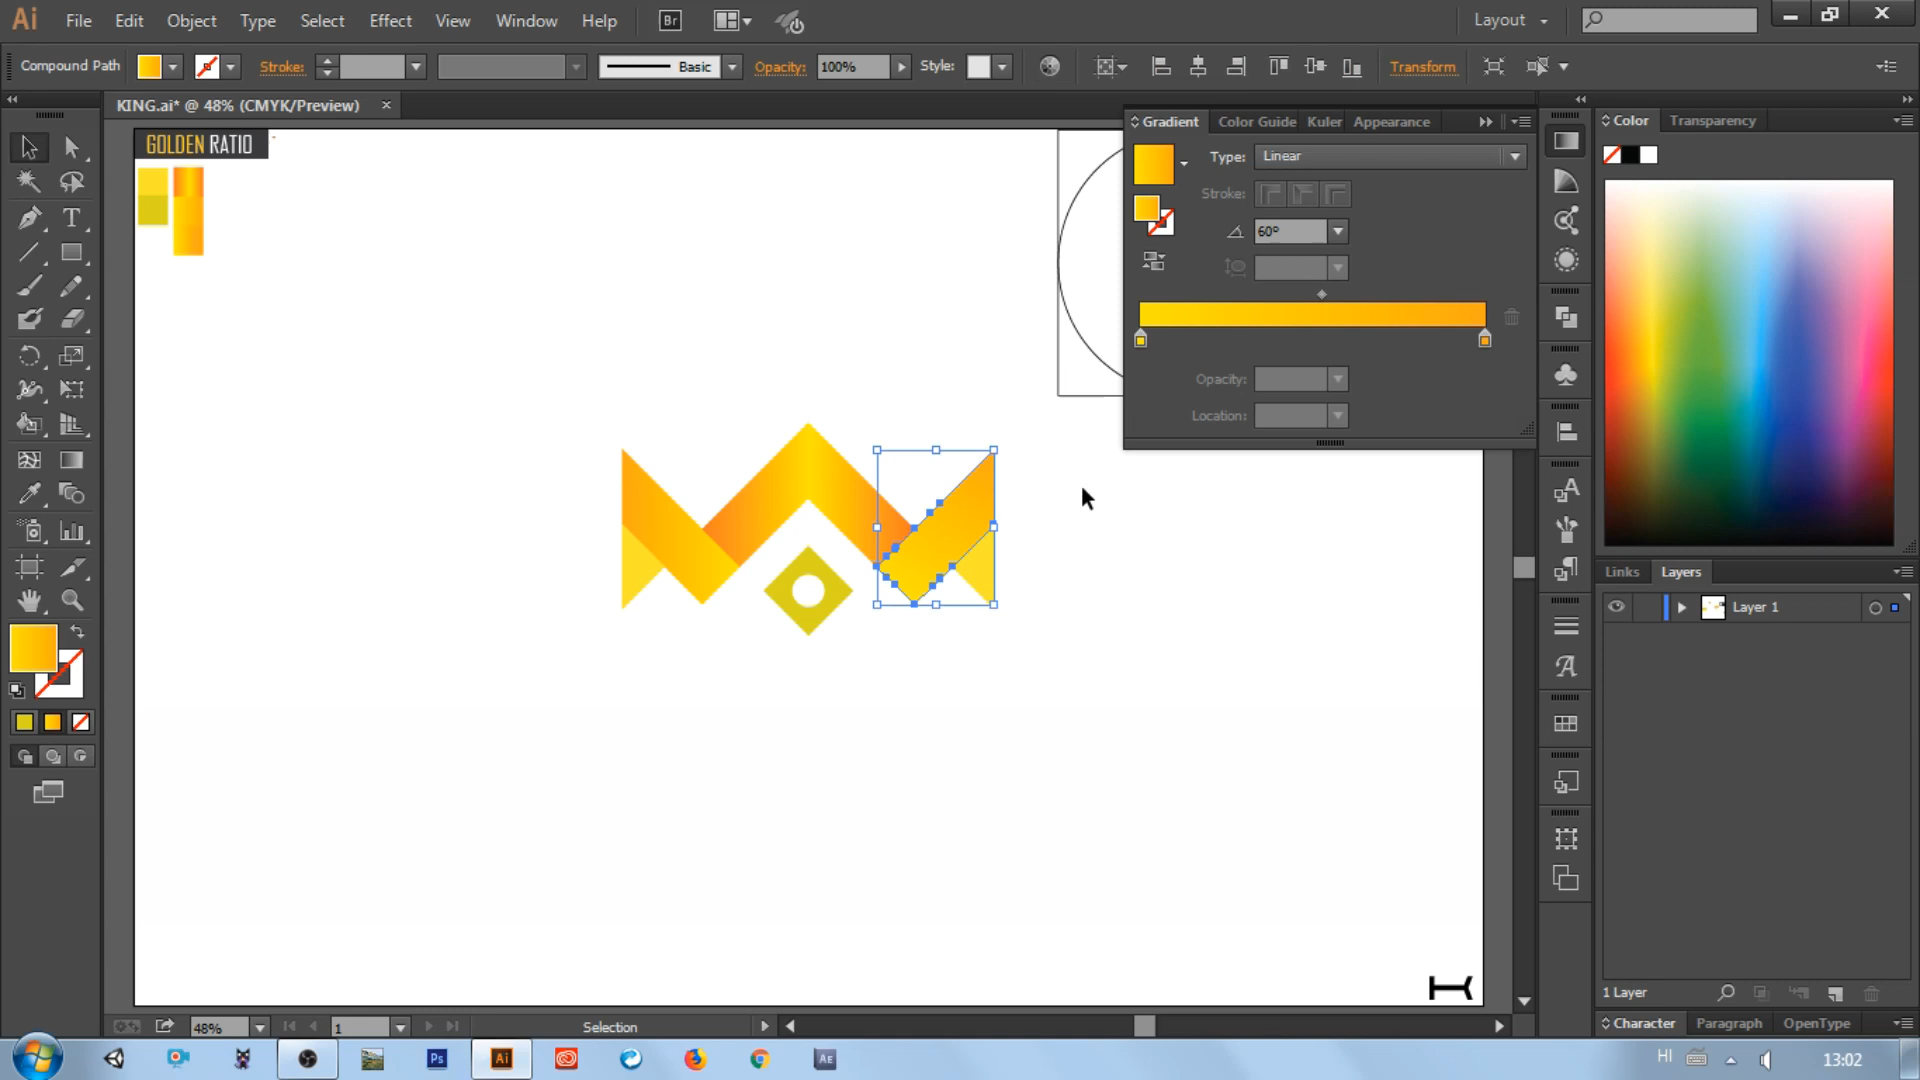 Ai File Edit Object Type Select Effect View Window Help Br Layout
Compound Path Stroke: Basic Opacity: 100% Style: Transform
KING.ai* @ 48% (CMYK/Preview)
GOLDEN RATIO
Gradient Color Guide Kuler Appearance
Type: Linear
Stroke:
60°
Opacity:
Location:
Color Transparency
Links Layers
Layer 1
1 Layer
Character Paragraph OpenType
48% 1 Selection
Ps Ai AE HI 13:02